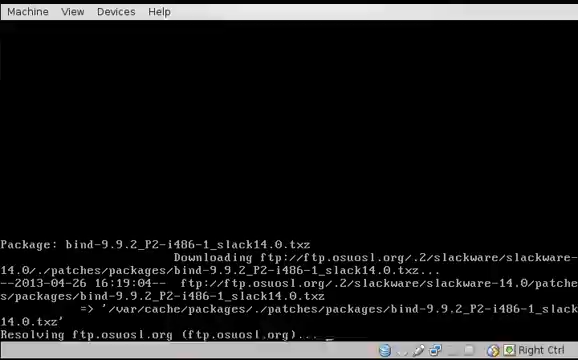 Machine View Devices Help
Package: bind-9.9.2_P2-i486-1_slack14.0.txz
Downloading ftp://ftp.osuosl.org/.2/slackware/slackware-
14.0/./patches/packages/bind-9.9.2_P2-i486-1_slack14.0.txz...
--2013-04-26 16:19:04-- ftp://ftp.osuosl.org/.2/slackware/slackware-14.0/patche
s/packages/bind-9.9.2_P2-i486-1_slack14.0.txz
=> '/var/cache/packages/./patches/packages/bind-9.9.2_P2-i486-1_slack
14.0.txz'
Resolving ftp.osuosl.org (ftp.osuosl.org)... _
Right Ctrl